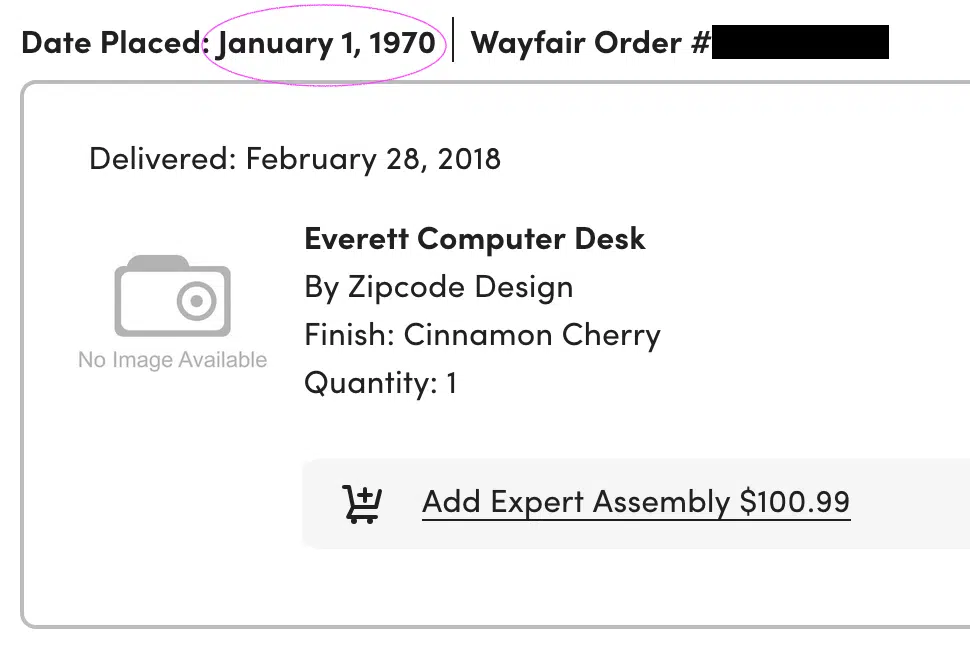 Date Placed: January 1, 1970 | Wayfair Order #
Delivered: February 28, 2018
Everett Computer Desk
By Zipcode Design
Finish: Cinnamon Cherry
Quantity: 1
No Image Available
Add Expert Assembly $100.99